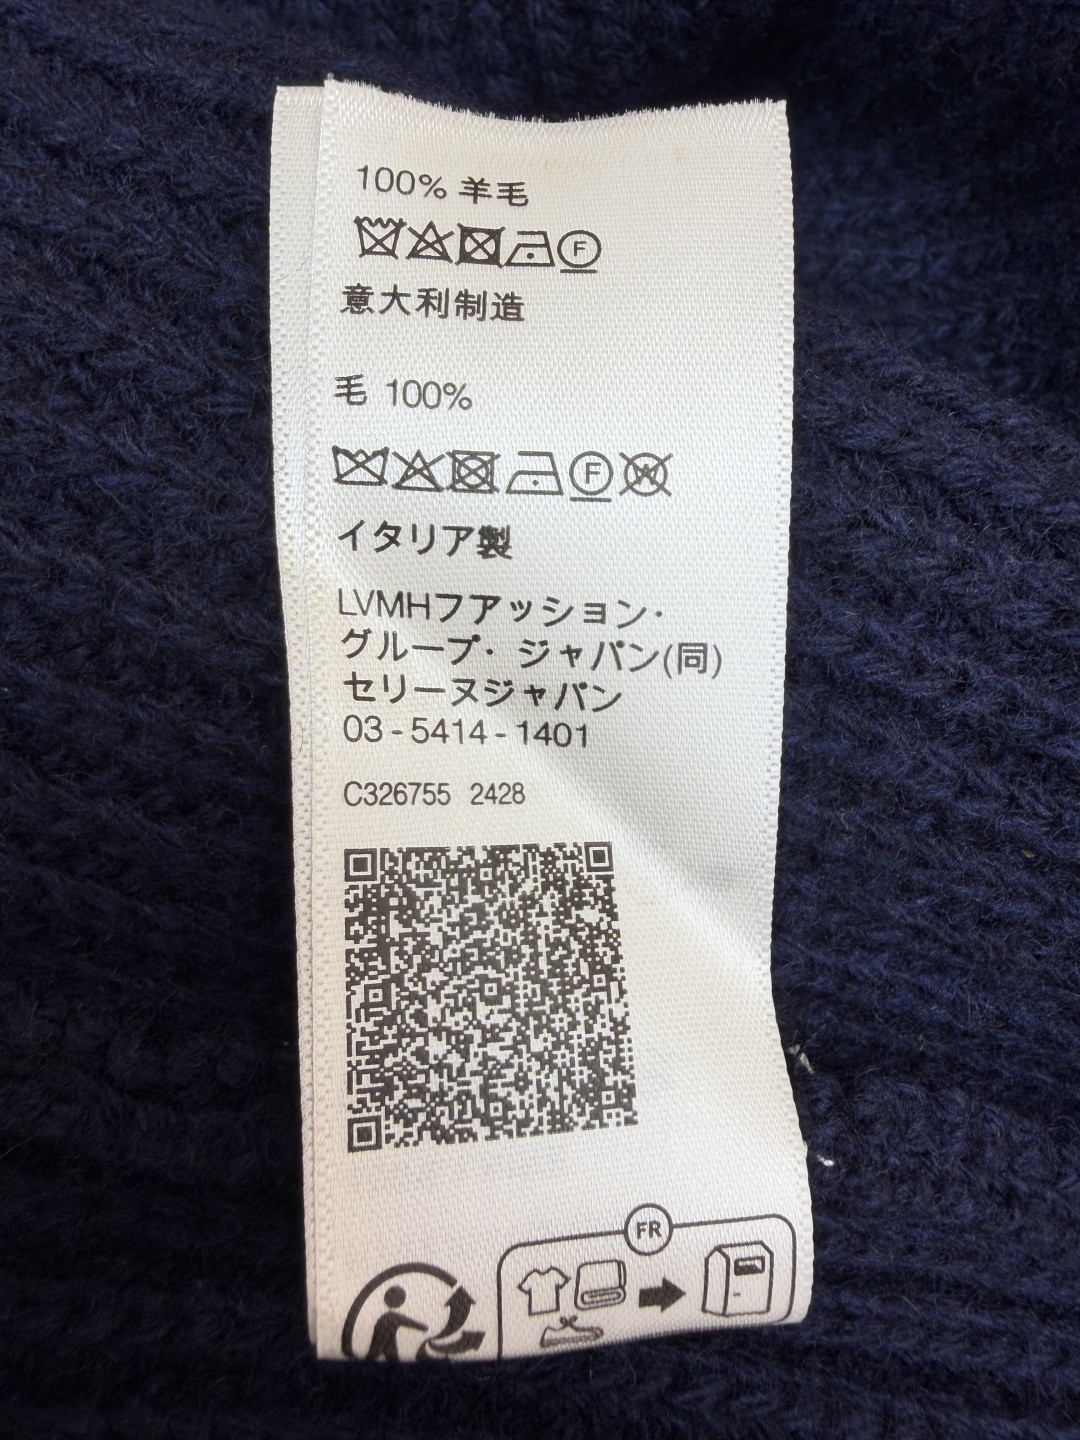 100% 羊毛
F
意大利制造
毛 100%
F W
イタリア製
LVMHフアッション·
グループ· ジャパン(同)
セリーヌジャパン
03-5414-1401
C326755 2428
FR